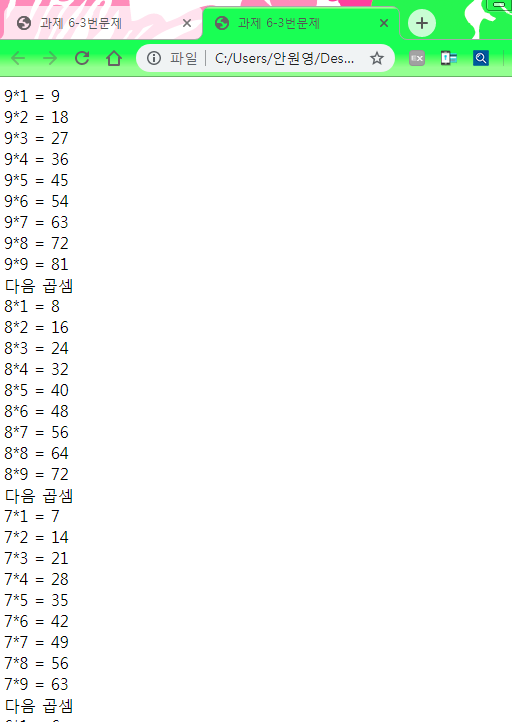 과제 6-3번문제
과제 6-3번문제
파일 C:/Users/안원영/Des...
9*1 = 9
9*2 = 18
9*3 = 27
9*4 = 36
9*5 = 45
9*6 = 54
9*7 = 63
9*8 = 72
9*9 = 81
다음 곱셈
8*1 = 8
8*2 = 16
8*3 = 24
8*4 = 32
8*5 = 40
8*6 = 48
8*7 = 56
8*8 = 64
8*9 = 72
다음 곱셈
7*1 = 7
7*2 = 14
7*3 = 21
7*4 = 28
7*5 = 35
7*6 = 42
7*7 = 49
7*8 = 56
7*9 = 63
다음 곱셈